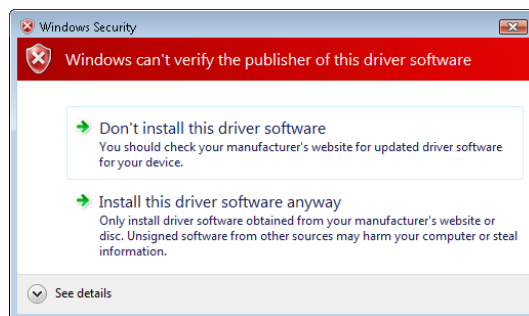 Windows Security
Windows can't verify the publisher of this driver software
Don't install this driver software
You should check your manufacturer's website for updated driver software
for your device.
Install this driver software anyway
Only install driver software obtained from your manufacturer's website or
disc. Unsigned software from other sources may harm your computer or steal
information.
See details